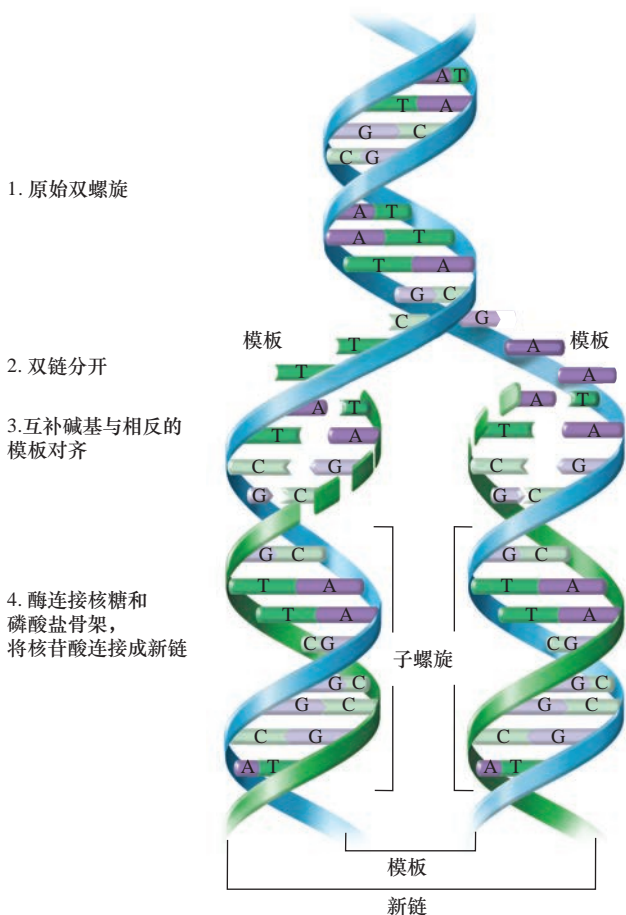 A T
T A
G C
C G
1. 原始双螺旋
A T
A T
T A
G C
C G
模板 T A 模板
2. 双链分开
T A
A T A T
3.互补碱基与相反的
模板对齐
T A T A
C G C G
G C G C
G C G C
T A T A
4. 酶连接核糖和
磷酸盐骨架，
将核苷酸连接成新链
T A T A
C G C G
子螺旋
G C G C
G C G C
C G C G
A T A T
模板
新链